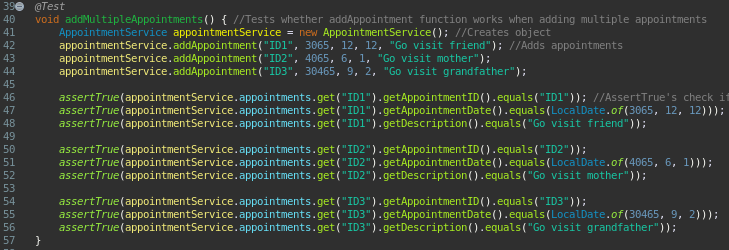 39 @Test
40 void addMultipleAppointments() { //Tests whether addAppointment function works when adding multiple appointments
41 AppointmentService appointmentService = new AppointmentService(); //Creates object
42 appointmentService.addAppointment("ID1", 3065, 12, 12, "Go visit friend"); //Adds appointments
43 appointmentService.addAppointment("ID2", 4065, 6, 1, "Go visit mother");
44 appointmentService.addAppointment("ID3", 30465, 9, 2, "Go visit grandfather");
45
46 assertTrue(appointmentService.appointments.get("ID1").getAppointmentID().equals("ID1")); //AssertTrue's check if
47 assertTrue(appointmentService.appointments.get("ID1").getAppointmentDate().equals(LocalDate.of(3065, 12, 12)));
48 assertTrue(appointmentService.appointments.get("ID1").getDescription().equals("Go visit friend"));
49
50 assertTrue(appointmentService.appointments.get("ID2").getAppointmentID().equals("ID2"));
51 assertTrue(appointmentService.appointments.get("ID2").getAppointmentDate().equals(LocalDate.of(4065, 6, 1)));
52 assertTrue(appointmentService.appointments.get("ID2").getDescription().equals("Go visit mother"));
53
54 assertTrue(appointmentService.appointments.get("ID3").getAppointmentID().equals("ID3"));
55 assertTrue(appointmentService.appointments.get("ID3").getAppointmentDate().equals(LocalDate.of(30465, 9, 2)));
56 assertTrue(appointmentService.appointments.get("ID3").getDescription().equals("Go visit grandfather"));
57 }